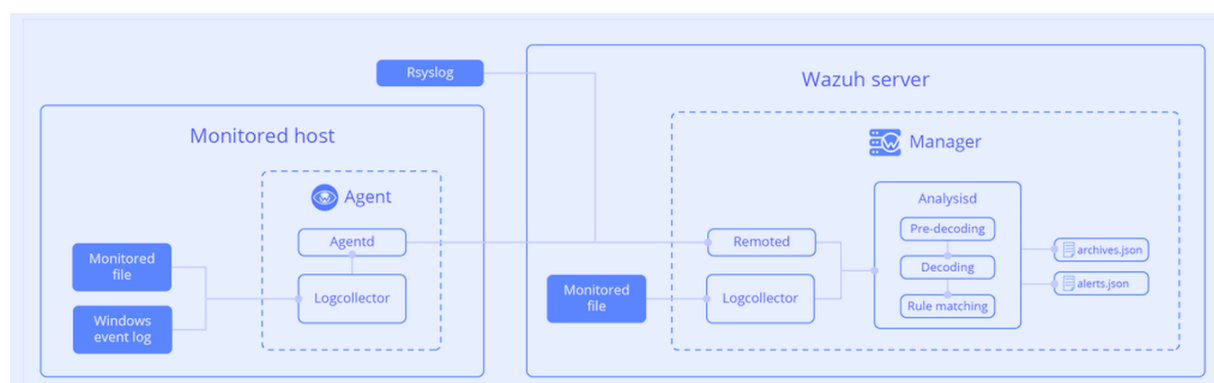 Rsyslog
Wazuh server
Monitored host
Manager
Agent
Analysisd
Pre-decoding
Decoding
Rule matching
Agentd
Remoted
archives.json
alerts.json
Monitored
file
Windows
event log
Logcollector
Monitored
file
Logcollector